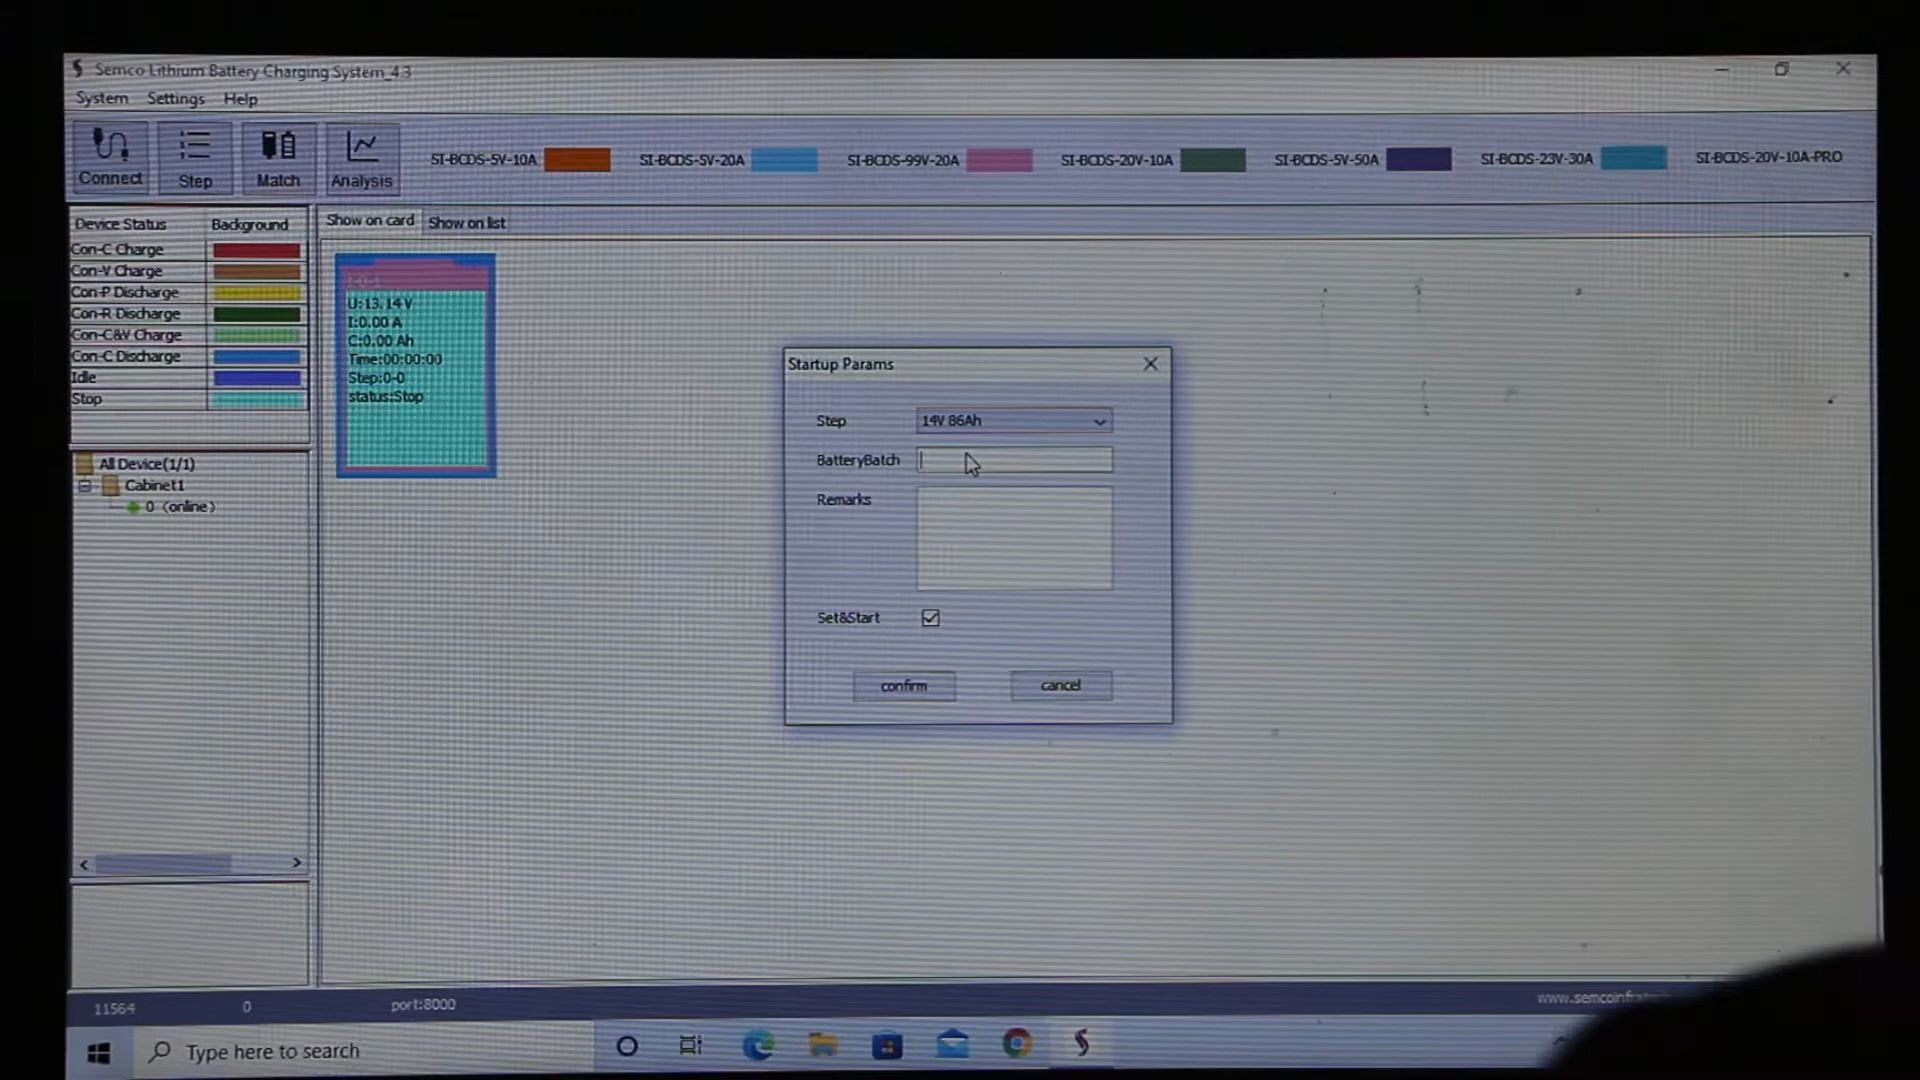 Semco Lithium Battery Charging System_4.3
System Settings Help
Connect
Step
Match
Analysis
SI-BCDS-5V-10A
SI-BCDS-5V-20A
SI-BCDS-99V-20A
SI-BCDS-20V-10A
SI-BCDS-5V-50A
SI-BCDS-23V-30A
SI-BCDS-20V-10A-PRO
Device Status Background
Con-C Charge
Con-V Charge
Con-P Discharge
Con-R Discharge
Con-C&V Charge
Con-C Discharge
Idle
Stop
All Device(1/1)
Cabinet1
0 (online)
Show on card Show on list
U:13.14 V
I:0.00 A
C:0.00 Ah
Time:00:00:00
Step:0-0
status:Stop
Startup Params
Step 14V 86Ah
BatteryBatch
Remarks
Set&Start
confirm cancel
11564 0 port:8000
Type here to search